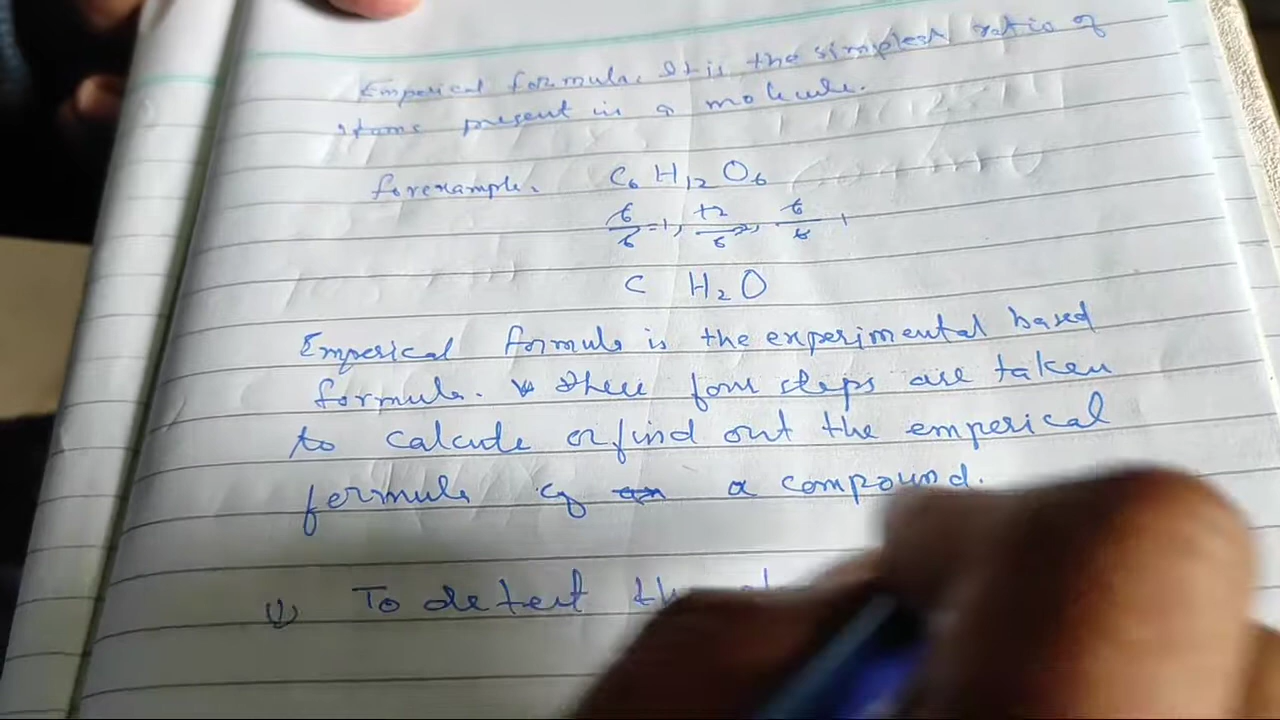 Emperical formula. It is the simplest ratio of
atoms present in a molecule.
for example. C6 H12 O6
6/6 = 1, 12/6 = 2, 6/6 1
C H2 O
Emperical formula is the experimental based
formula. These four steps are taken
to calcute or find out the emperical
formula of a compound.
(i) To detect the